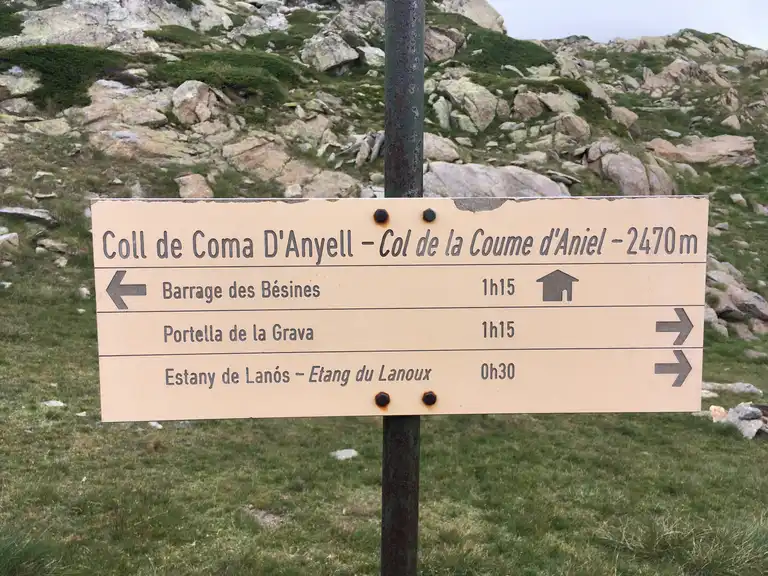 Coll de Coma D'Anyell – Col de la Coume d'Aniel – 2470m
Barrage des Bésines 1h15
Portella de la Grava 1h15
Estany de Lanós – Etang du Lanoux 0h30